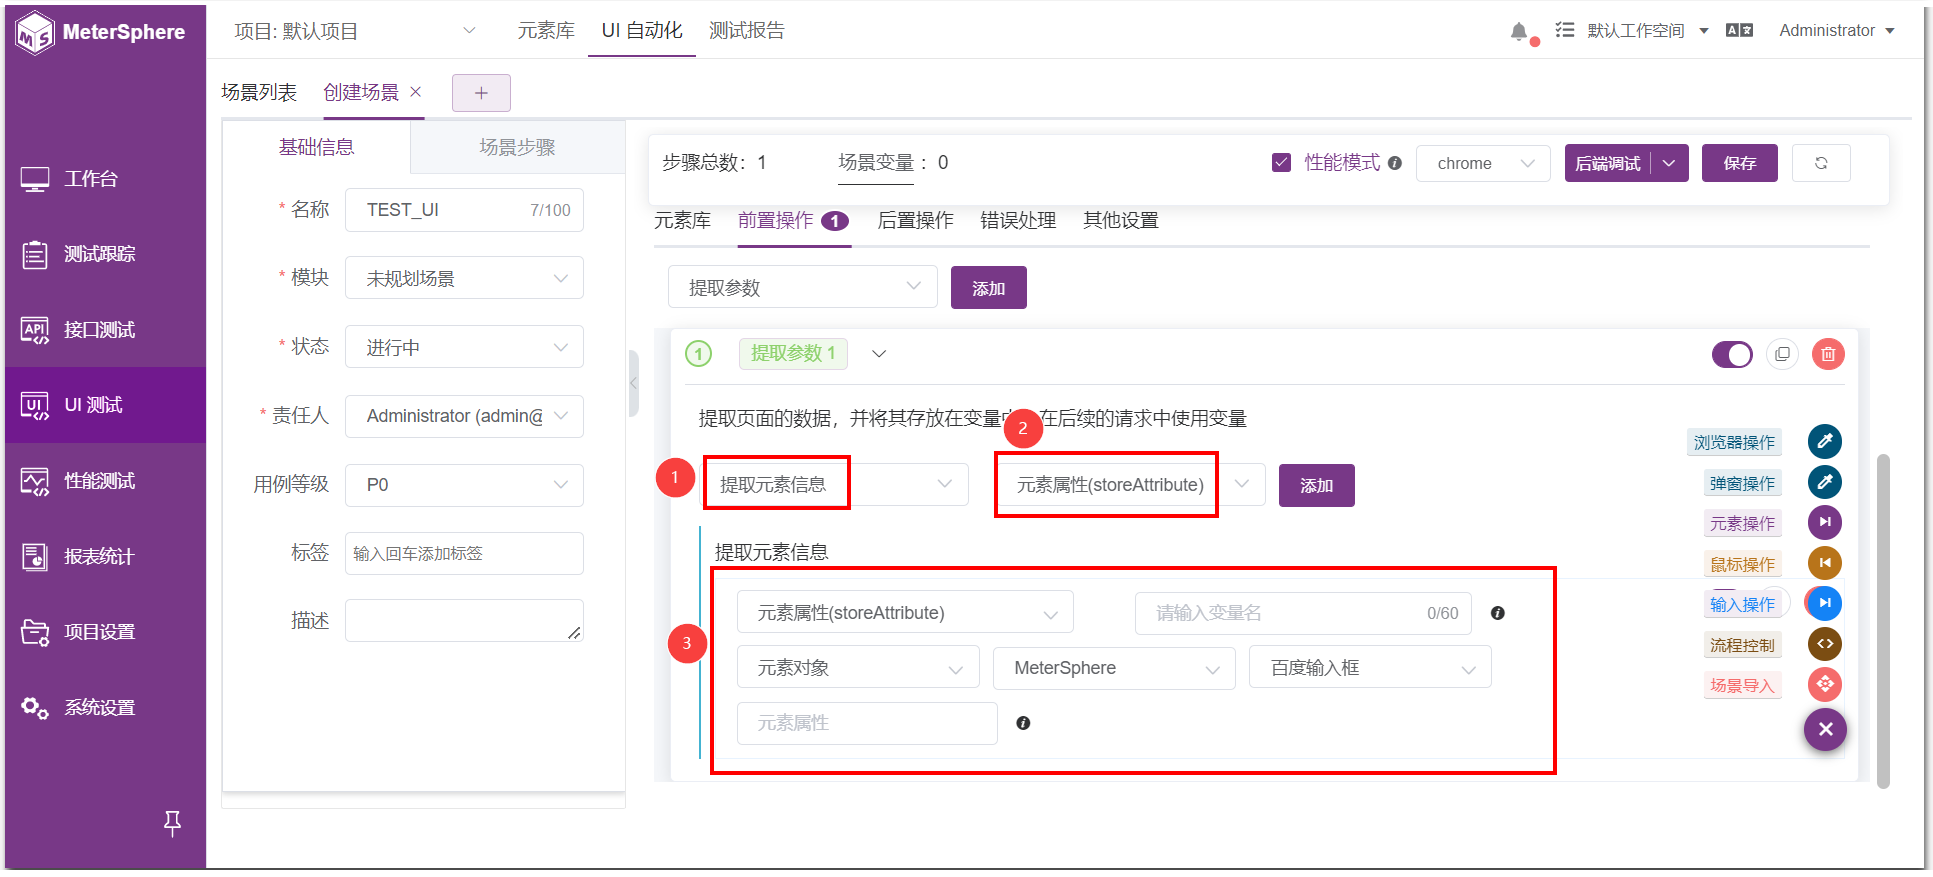 MeterSphere
项目: 默认项目
元素库
UI 自动化
测试报告
默认工作空间
Administrator
场景列表
创建场景
工作台
测试跟踪
接口测试
UI 测试
性能测试
报表统计
项目设置
系统设置
基础信息
场景步骤
* 名称
TEST_UI
7/100
* 模块
未规划场景
* 状态
进行中
* 责任人
Administrator (admin@
用例等级
P0
标签
输入回车添加标签
描述
步骤总数：1
场景变量：0
性能模式
chrome
后端调试
保存
元素库
前置操作 1
后置操作
错误处理
其他设置
提取参数
添加
1
提取参数 1
提取页面的数据，并将其存放在变量中
在后续的请求中使用变量
1
提取元素信息
2
元素属性(storeAttribute)
添加
提取元素信息
3
元素属性(storeAttribute)
请输入变量名
0/60
元素对象
MeterSphere
百度输入框
元素属性
浏览器操作
弹窗操作
元素操作
鼠标操作
输入操作
流程控制
场景导入